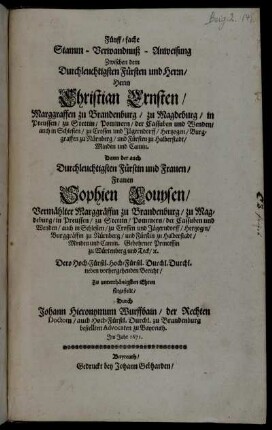 Fünff-fache
Stamm-Verwandnuß-Anweisung
Zwischen dem
Durchleuchtigsten Fürsten und Herrn/
Herrn
Christian Ernsten/
Marggraffen zu Brandenburg / zu Magdeburg / in
Preussen / zu Stettin / Pommern / der Cassuben und Wenden/
auch in Schlesien / zu Crossen und Jägerndorff / Hertzogen / Burg-
graffen zu Nürnberg / und Fürsten zu Halberstadt/
Minden und Camin.
Dann der auch
Durchleuchtigsten Fürstin und Frauen/
Frauen
Sophien Louysen/
Vermählter Marggräffin zu Brandenburg / zu Mag-
deburg / in Preussen / zu Stettin / Pommern / der Cassuben und
Wenden / auch in Schlesien / zu Crossen und Jägerndorff / Hertzogin/
Burggräffin zu Nürnberg / und Fürstin zu Halberstadt/
Minden und Camin. Gebohrner Princessin
zu Würtenberg und Teck / ꝛc.
Dero Hoch-Fürstl. Hoch-Fürstl. Durchl. Durchl.
neben vorhergehenden Bericht/
Zu unterthänigsten Ehren
fürgestellt/
Durch
Johann Hieronymum Wurffbain / der Rechten
Doctorn / auch Hoch-Fürstl. Durchl. zu Brandenburg
bestellten Advocaten zu Bayreuth.
Im Jahr 1671.
Bayreuth/
Gedruckt bey Johann Gebharden/